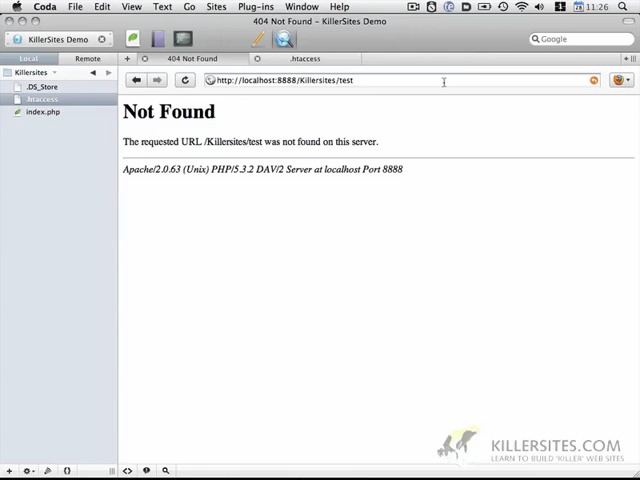 Coda File Edit View Text Go Sites Plug-ins Window Help 11:26
404 Not Found – KillerSites Demo
KillerSites Demo
Google
Local Remote
404 Not Found
.htaccess
Killersites
http://localhost:8888/Killersites/test
.DS_Store
.htaccess
index.php
Not Found
The requested URL /Killersites/test was not found on this server.
Apache/2.0.63 (Unix) PHP/5.3.2 DAV/2 Server at localhost Port 8888
KILLERSITES.COM
LEARN TO BUILD 'KILLER' WEB SITES